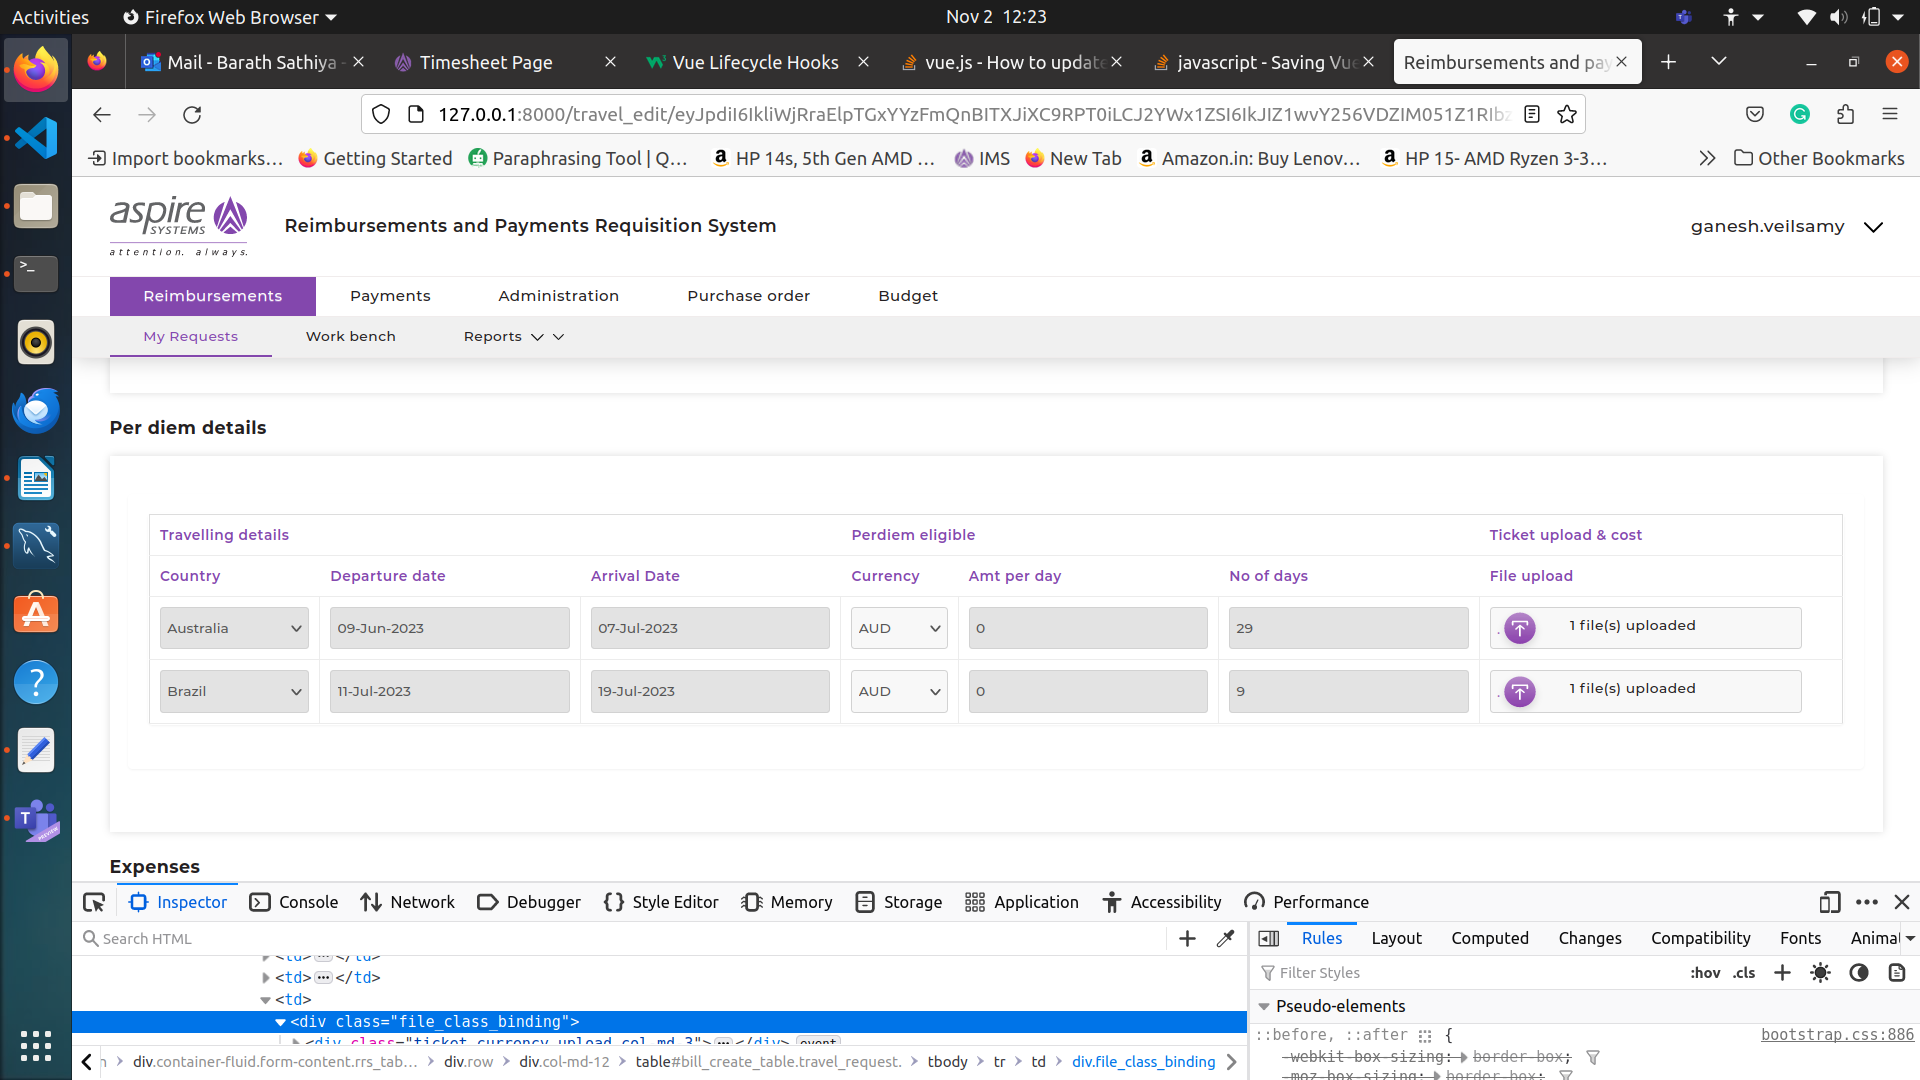 Activities
Firefox Web Browser
Nov 2 12:23
Mail - Barath Sathiya -
Timesheet Page
Vue Lifecycle Hooks
vue.js - How to update
javascript - Saving Vue
Reimbursements and pay
127.0.0.1:8000/travel_edit/
Import bookmarks...
Getting Started
Paraphrasing Tool | Q...
HP 14s, 5th Gen AMD ...
IMS
New Tab
Amazon.in: Buy Lenov...
HP 15- AMD Ryzen 3-3...
Other Bookmarks
aspire
SYSTEMS
attention. always.
Reimbursements and Payments Requisition System
ganesh.veilsamy
Reimbursements
Payments
Administration
Purchase order
Budget
My Requests
Work bench
Reports
Per diem details
Travelling details
Perdiem eligible
Ticket upload & cost
Country
Departure date
Arrival Date
Currency
Amt per day
No of days
File upload
Australia
09-Jun-2023
07-Jul-2023
AUD
0
29
1 file(s) uploaded
Brazil
11-Jul-2023
19-Jul-2023
AUD
0
9
1 file(s) uploaded
Expenses
Inspector
Console
Network
Debugger
Style Editor
Memory
Storage
Application
Accessibility
Performance
Search HTML
Rules
Layout
Computed
Changes
Compatibility
Fonts
Filter Styles
:hov
.cls
<td>...</td>
<td>...</td>
<td>
<div class="file_class_binding">
<div class="ticket_currency_upload col-md-3">...</div>
event
Pseudo-elements
::before, ::after {
bootstrap.css:886
-webkit-box-sizing: border-box;
-moz-box-sizing: border-box;
div.container-fluid.form-content.rrs_tab...
div.row
div.col-md-12
table#bill_create_table.travel_request.
tbody
tr
td
div.file_class_binding